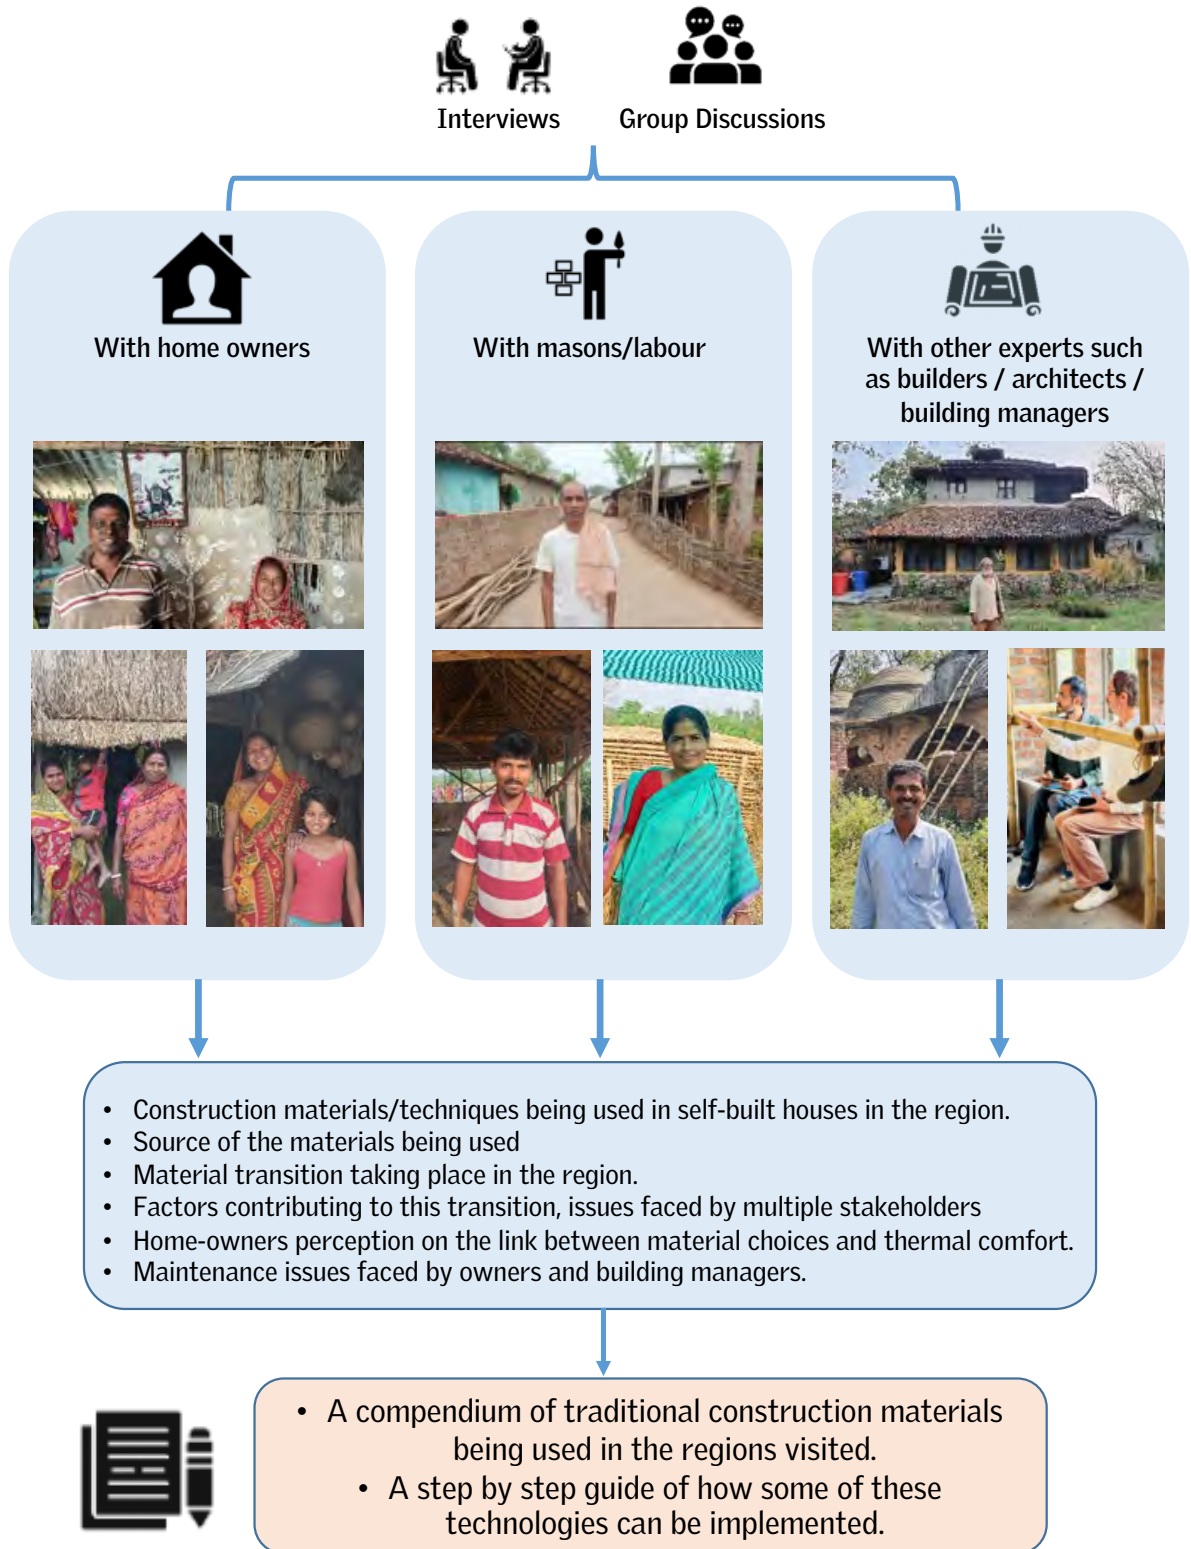 Interviews
Group Discussions
With home owners
With masons/labour
With other experts such
as builders / architects /
building managers
• Construction materials/techniques being used in self-built houses in the region.
• Source of the materials being used
• Material transition taking place in the region.
• Factors contributing to this transition, issues faced by multiple stakeholders
• Home-owners perception on the link between material choices and thermal comfort.
• Maintenance issues faced by owners and building managers.
• A compendium of traditional construction materials
being used in the regions visited.
• A step by step guide of how some of these
technologies can be implemented.